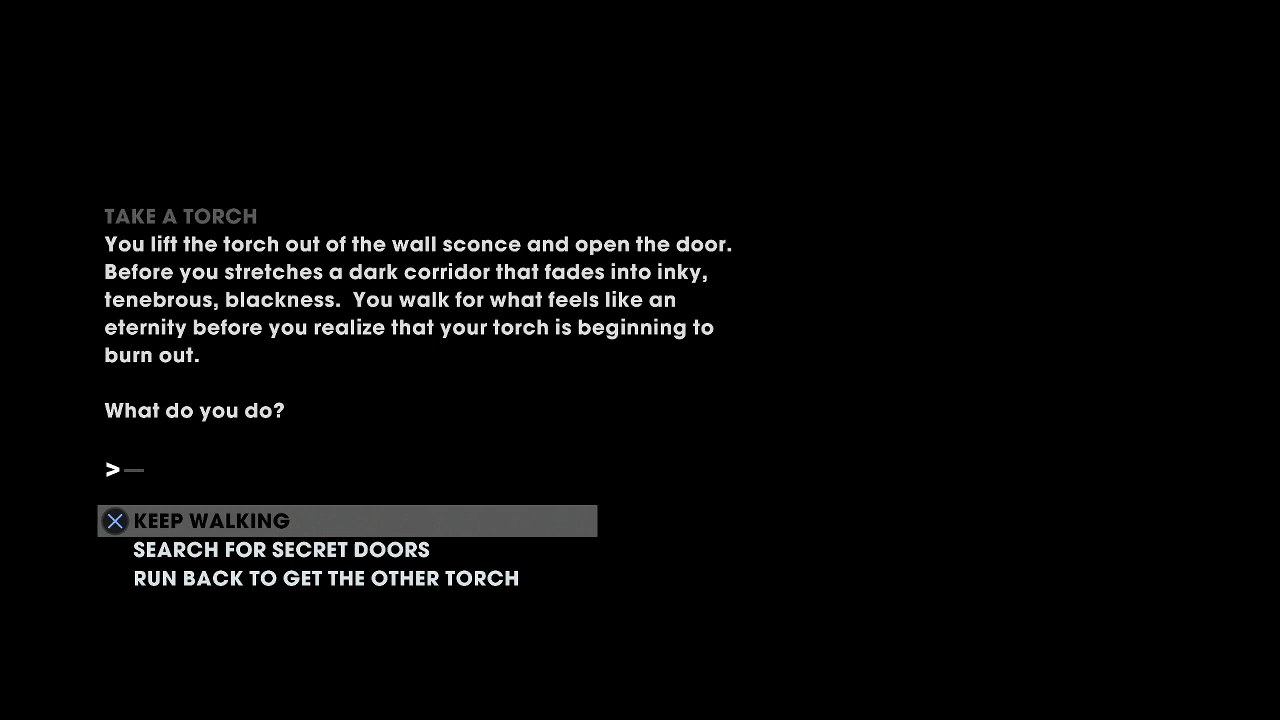 TAKE A TORCH
You lift the torch out of the wall sconce and open the door.
Before you stretches a dark corridor that fades into inky,
tenebrous, blackness.  You walk for what feels like an
eternity before you realize that your torch is beginning to
burn out.
What do you do?
>—
KEEP WALKING
SEARCH FOR SECRET DOORS
RUN BACK TO GET THE OTHER TORCH